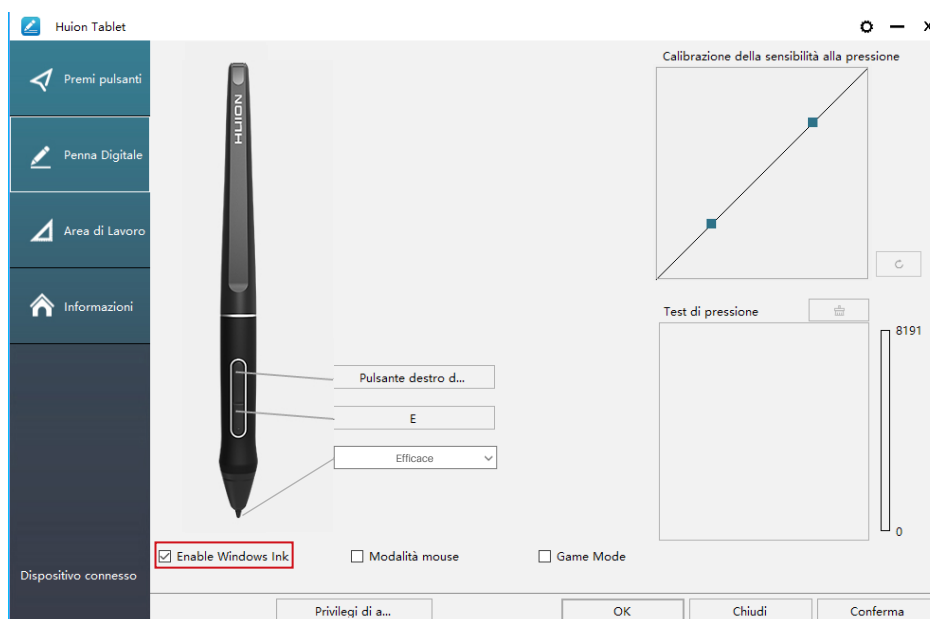 Huion Tablet
Premi pulsanti
Penna Digitale
Area di Lavoro
Informazioni
Dispositivo connesso
HUION
Pulsante destro d...
E
Efficace
Enable Windows Ink
Modalità mouse
Game Mode
Calibrazione della sensibilità alla pressione
Test di pressione
8191
0
Privilegi di a...
OK
Chiudi
Conferma